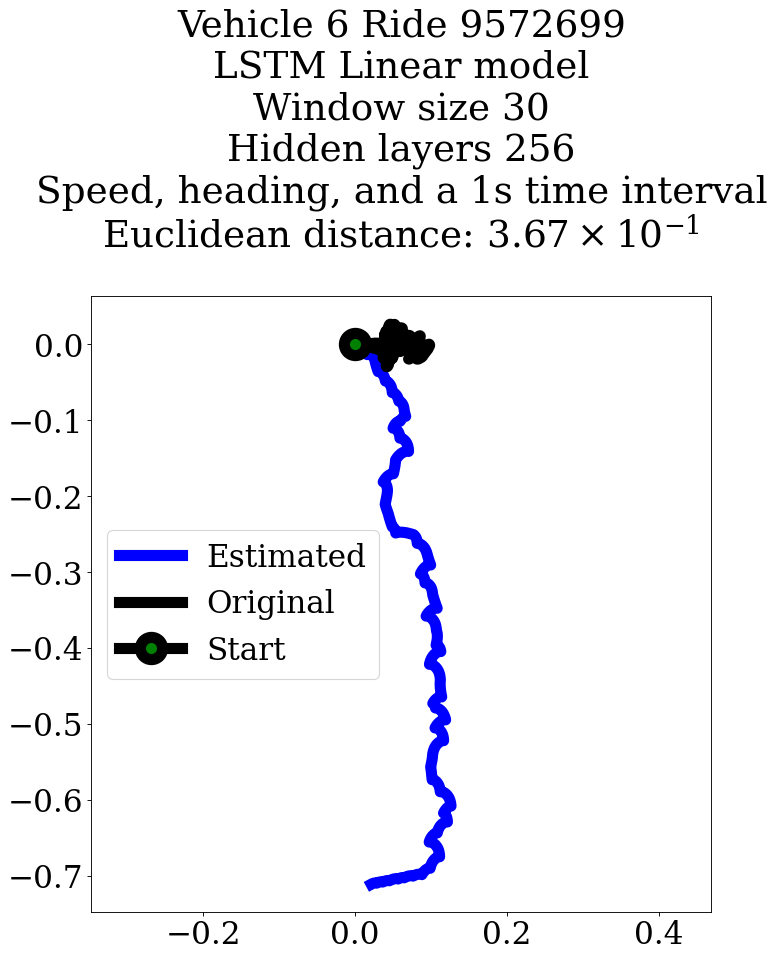 Vehicle 6 Ride 9572699
LSTM Linear model
Window size 30
Hidden layers 256
Speed, heading, and a 1s time interval
Euclidean distance: 3.67 × 10⁻¹
0.0
−0.1
−0.2
−0.3
−0.4
−0.5
−0.6
−0.7
Estimated
Original
Start
−0.2 0.0 0.2 0.4